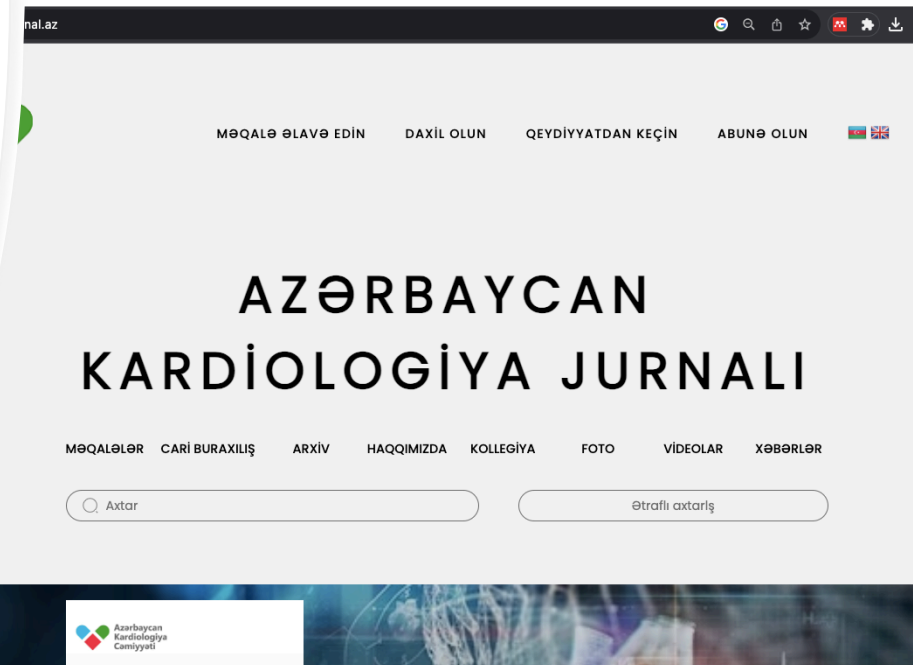 nal.az
MƏQALƏ ƏLAVƏ EDİN DAXİL OLUN QEYDİYYATDAN KEÇİN ABUNƏ OLUN
AZƏRBAYCAN
KARDİOLOGİYA JURNALI
MƏQALƏLƏR CARİ BURAXILIŞ ARXİV HAQQIMIZDA KOLLEGİYA FOTO VİDEOLAR XƏBƏRLƏR
Axtar Ətraflı axtarış
Azərbaycan
Kardiologiya
Cəmiyyəti